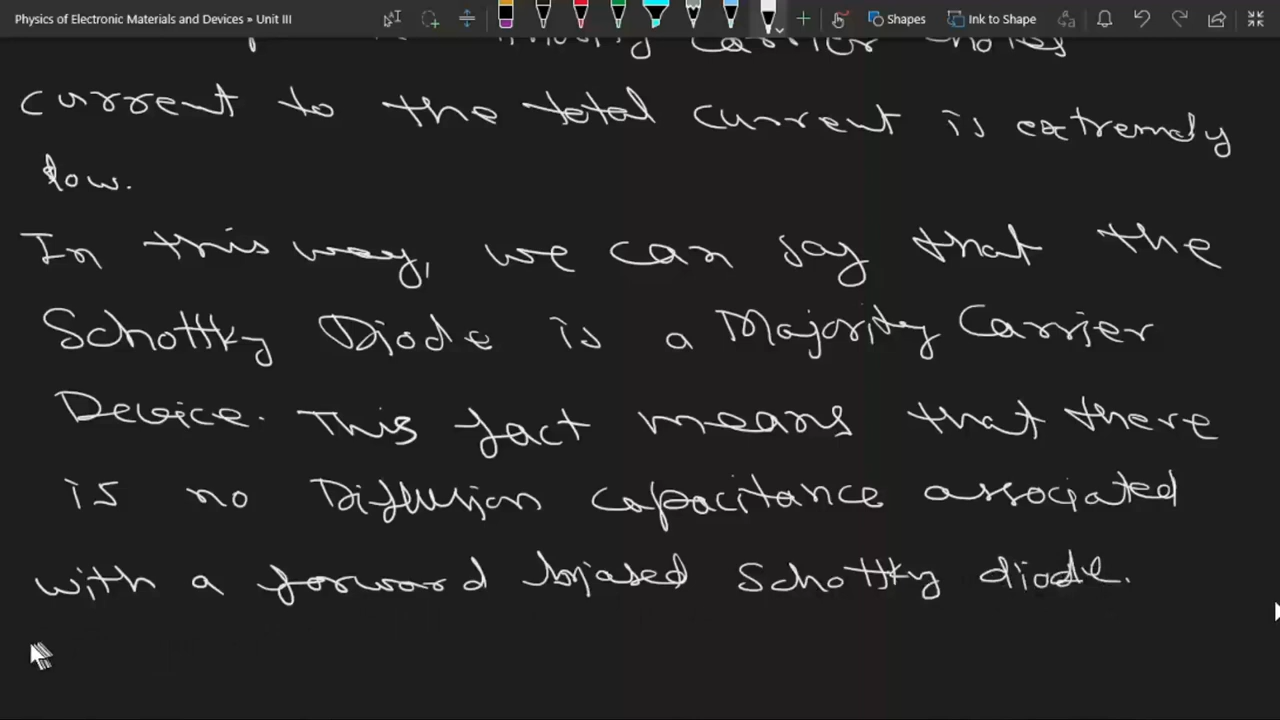 Physics of Electronic Materials and Devices » Unit III
Shapes
Ink to Shape
carrier
current to the total current is extremely
low.
In this way, we can say that the
Schottky Diode is a Majority Carrier
Device. This fact means that there
is no Diffusion capacitance associated
with a forward biased Schottky diode.